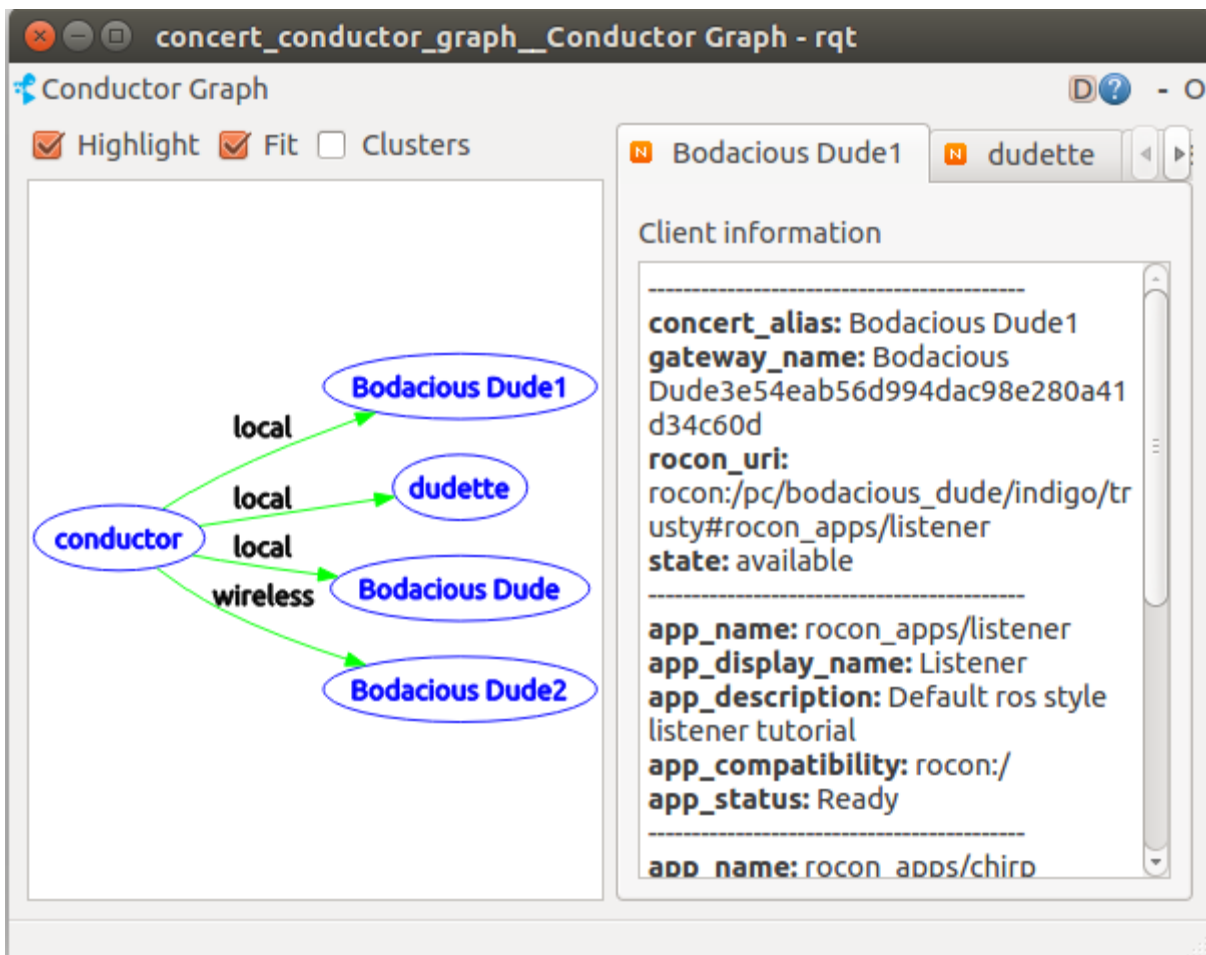 concert_conductor_graph__Conductor Graph - rqt
Conductor Graph
D? - O
Highlight Fit Clusters
Bodacious Dude1
local
dudette
local
conductor
local
Bodacious Dude
wireless
Bodacious Dude2
N Bodacious Dude1 N dudette
Client information
-------------------------------------------
concert_alias: Bodacious Dude1
gateway_name: Bodacious
Dude3e54eab56d994dac98e280a41
d34c60d
rocon_uri:
rocon:/pc/bodacious_dude/indigo/tr
usty#rocon_apps/listener
state: available
-------------------------------------------
app_name: rocon_apps/listener
app_display_name: Listener
app_description: Default ros style
listener tutorial
app_compatibility: rocon:/
app_status: Ready
-------------------------------------------
app_name: rocon_apps/chirp